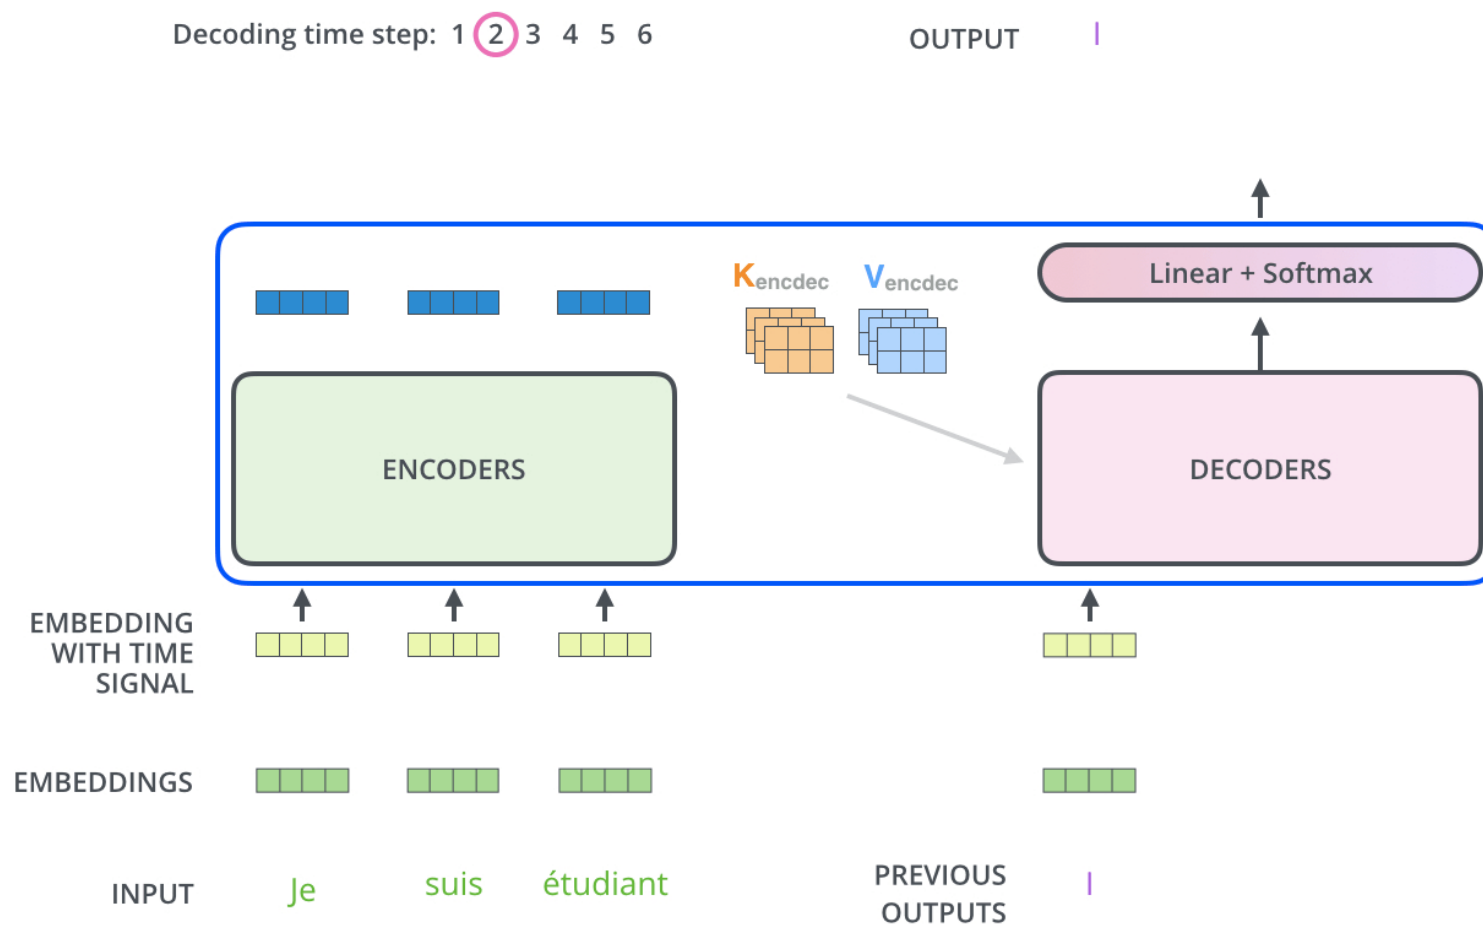 Decoding time step: 1 2 3 4 5 6
OUTPUT I
Kencdec Vencdec
Linear + Softmax
ENCODERS
DECODERS
EMBEDDING
WITH TIME
SIGNAL
EMBEDDINGS
INPUT Je suis étudiant
PREVIOUS
OUTPUTS
I